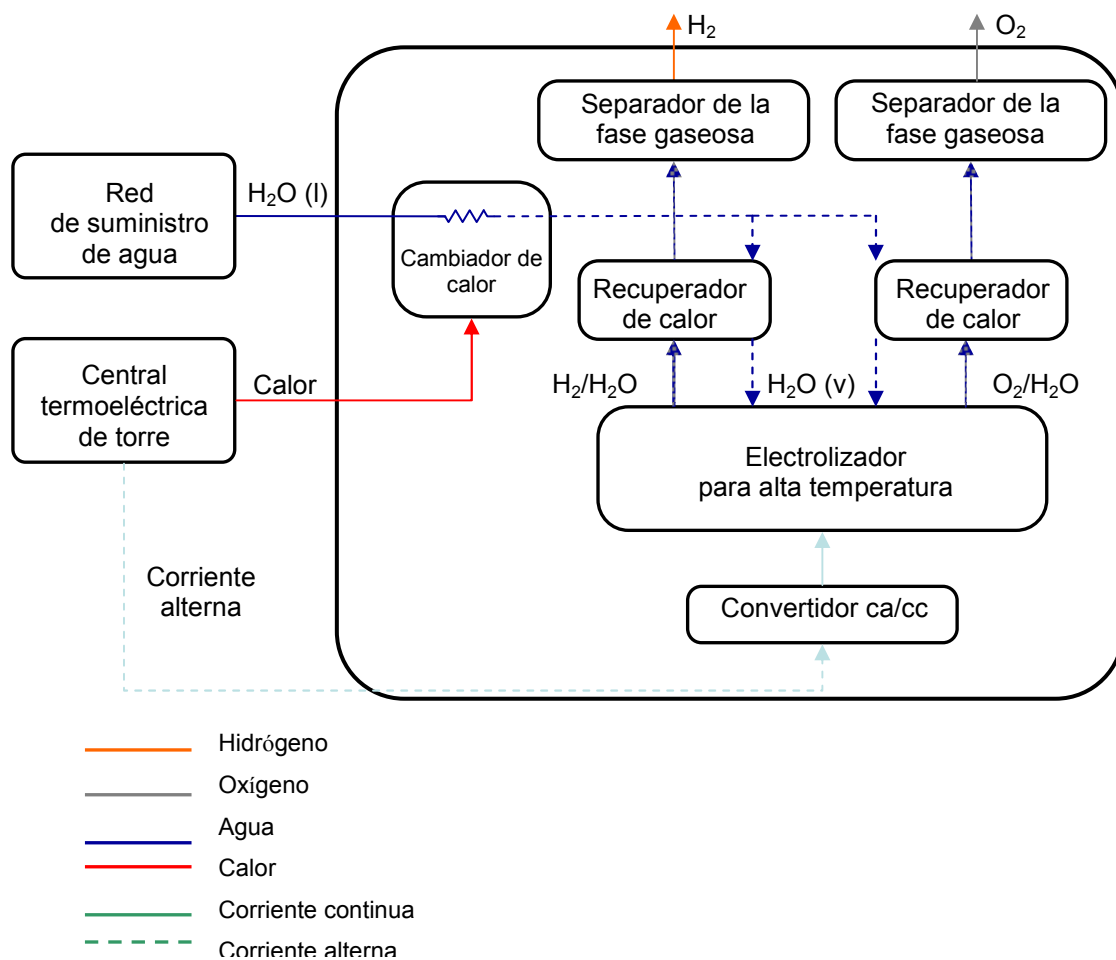 H2
O2
Separador de la
fase gaseosa
Separador de la
fase gaseosa
Red
de suministro
de agua
H2O (l)
Cambiador de
calor
Recuperador
de calor
Recuperador
de calor
Central
termoeléctrica
de torre
Calor
H2/H2O
H2O (v)
O2/H2O
Electrolizador
para alta temperatura
Corriente
alterna
Convertidor ca/cc
Hidrógeno
Oxígeno
Agua
Calor
Corriente continua
Corriente alterna